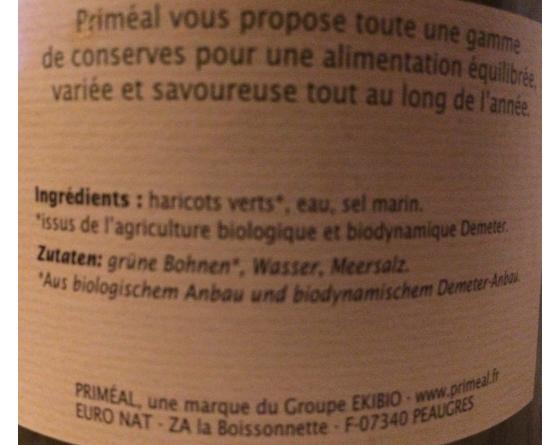 Priméal vous propose toute une gamme
de conserves pour une alimentation équilibrée,
variée et savoureuse tout au long de l'année.
Ingrédients : haricots verts*, eau, sel marin.
*issus de l'agriculture biologique et biodynamique Demeter.
Zutaten: grüne Bohnen*, Wasser, Meersalz.
*Aus biologischem Anbau und biodynamischem Demeter-Anbau.
PRIMÉAL, une marque du Groupe EKIBIO - www.primeal.fr
EURO NAT - ZA la Boissonnette - F-07340 PEAUGRES